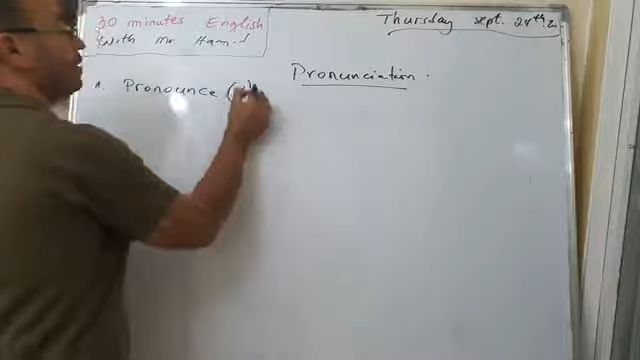 30 minutes English
With Mr Hamid
Thursday sept. 24th.
Pronunciation.
A. Pronounce (